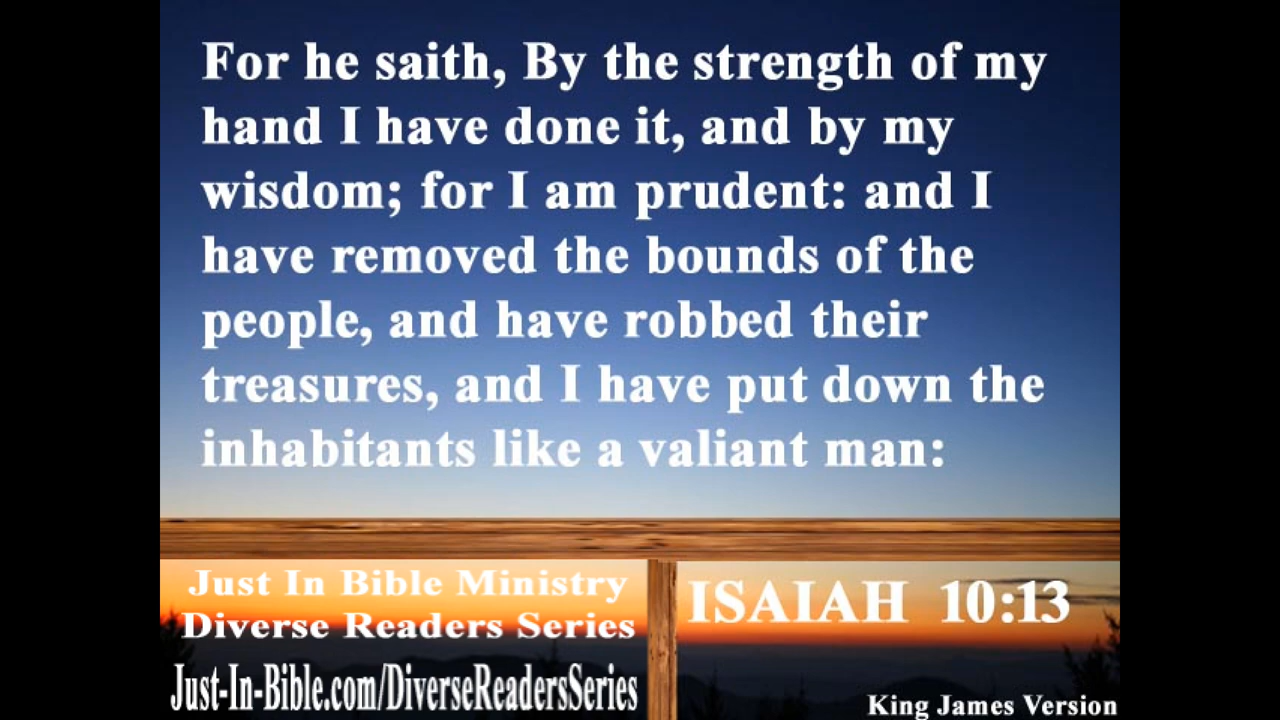 For he saith, By the strength of my
hand I have done it, and by my
wisdom; for I am prudent: and I
have removed the bounds of the
people, and have robbed their
treasures, and I have put down the
inhabitants like a valiant man:
Just In Bible Ministry
Diverse Readers Series
Just-In-Bible.com/DiverseReadersSeries
ISAIAH 10:13
King James Version